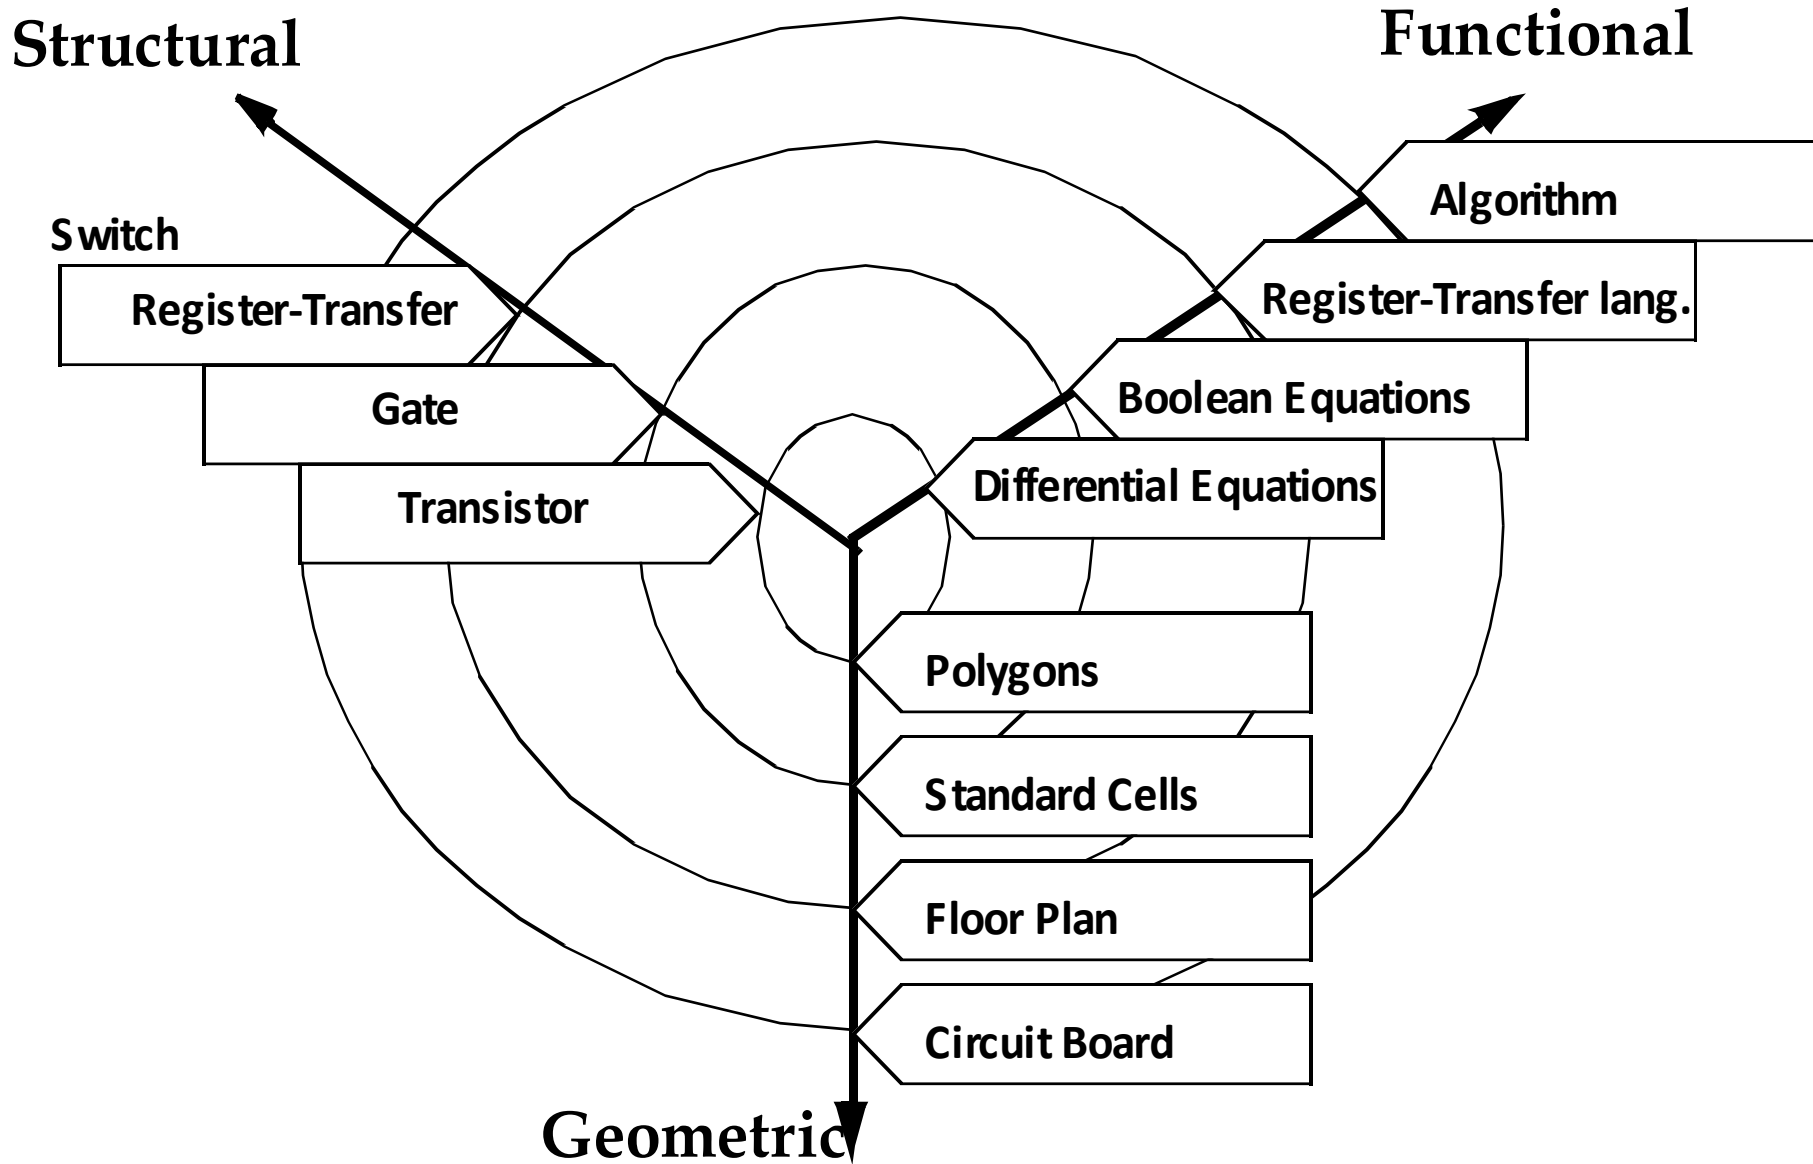 Structural
Functional
Algorithm
Switch
Register-Transfer
Register-Transfer lang.
Gate
Boolean Equations
Transistor
Differential Equations
Polygons
Standard Cells
Floor Plan
Circuit Board
Geometric